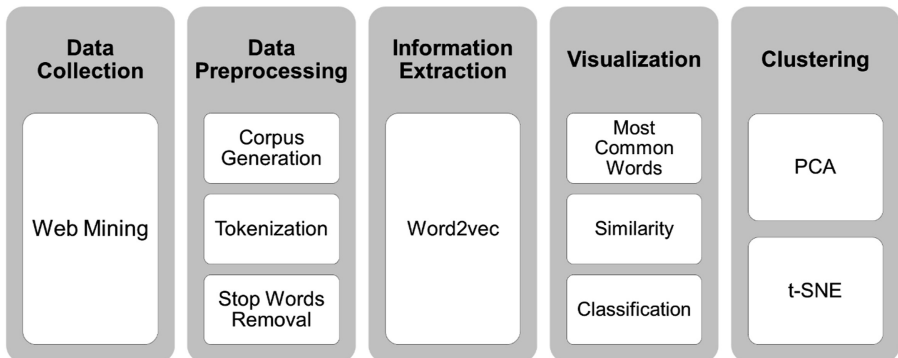 Data
Collection
Web Mining
Data
Preprocessing
Corpus
Generation
Tokenization
Stop Words
Removal
Information
Extraction
Word2vec
Visualization
Most
Common
Words
Similarity
Classification
Clustering
PCA
t-SNE